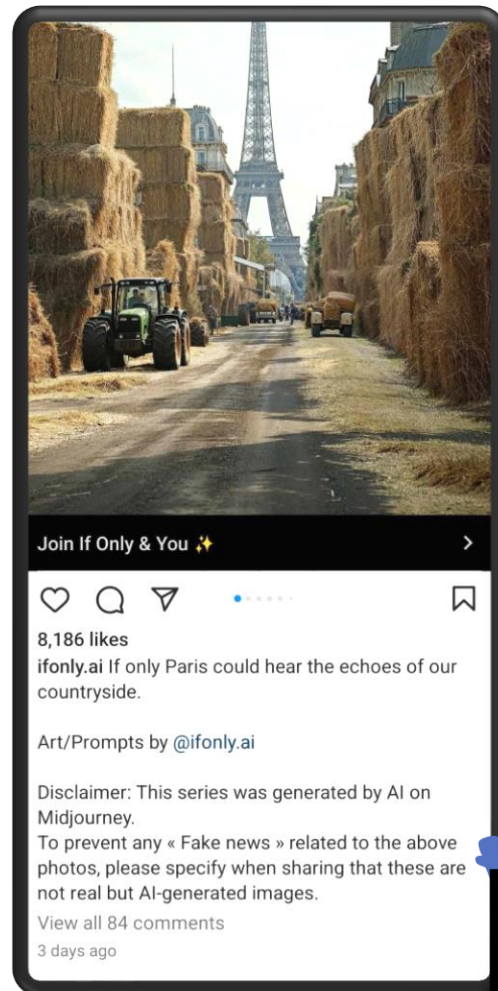 Join If Only & You ✨
8,186 likes
ifonly.ai If only Paris could hear the echoes of our
countryside.
Art/Prompts by @ifonly.ai
Disclaimer: This series was generated by AI on
Midjourney.
To prevent any « Fake news » related to the above
photos, please specify when sharing that these are
not real but AI-generated images.
View all 84 comments
3 days ago